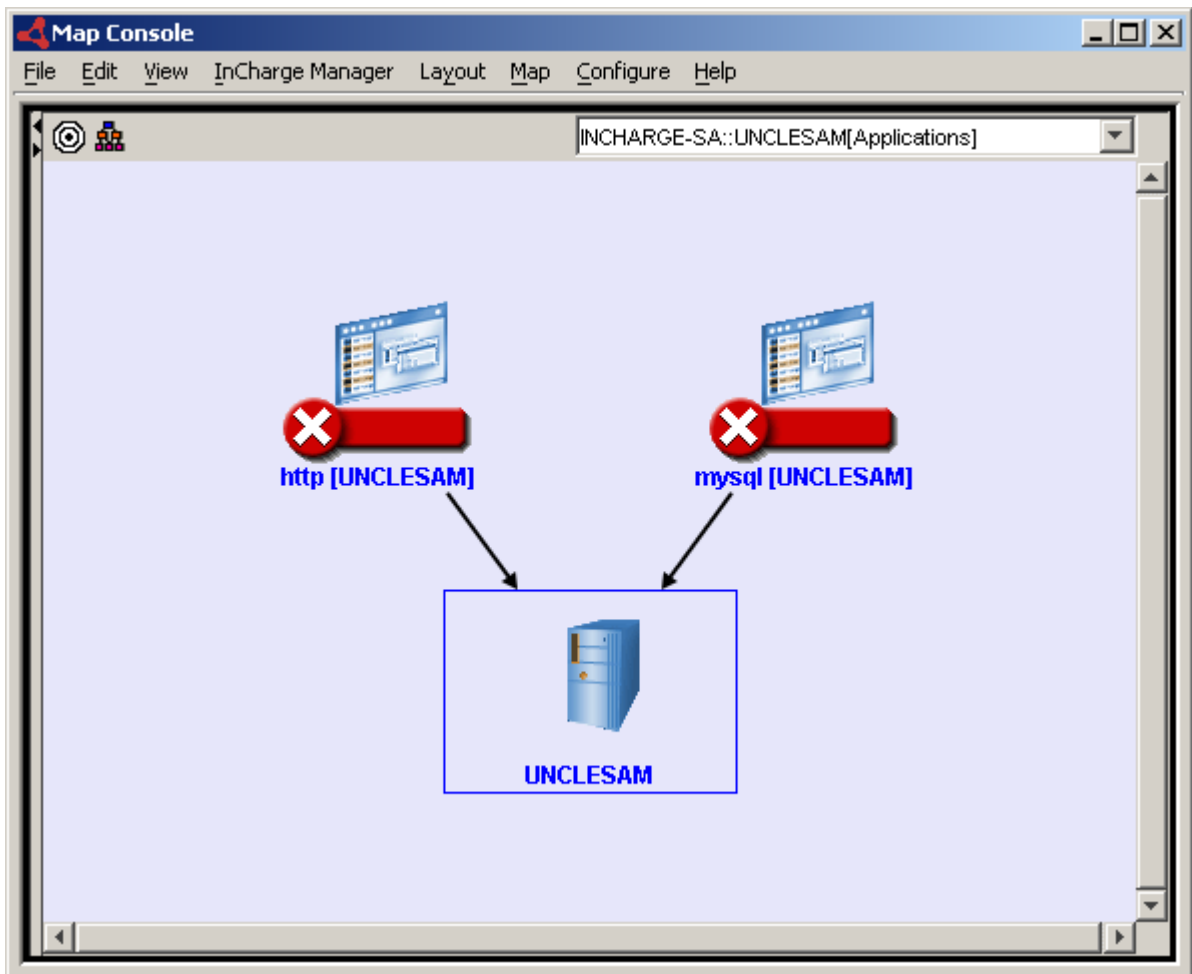 Map Console
File Edit View InCharge Manager Layout Map Configure Help
INCHARGE-SA::UNCLESAM[Applications]
http [UNCLESAM] mysql [UNCLESAM]
UNCLESAM